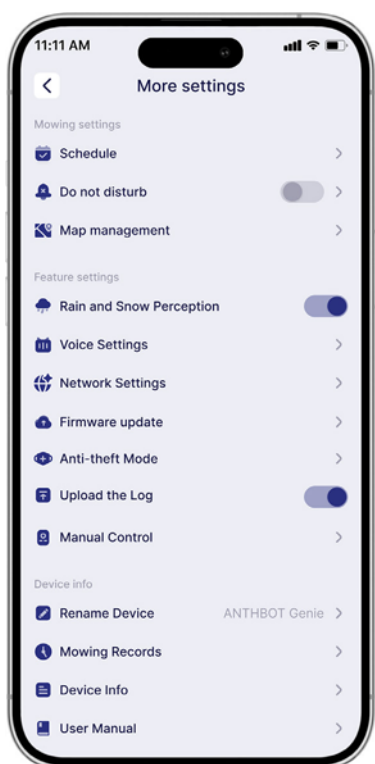 11:11 AM
More settings
Mowing settings
Schedule
Do not disturb
Map management
Feature settings
Rain and Snow Perception
Voice Settings
Network Settings
Firmware update
Anti-theft Mode
Upload the Log
Manual Control
Device info
Rename Device ANTHBOT Genie
Mowing Records
Device Info
User Manual